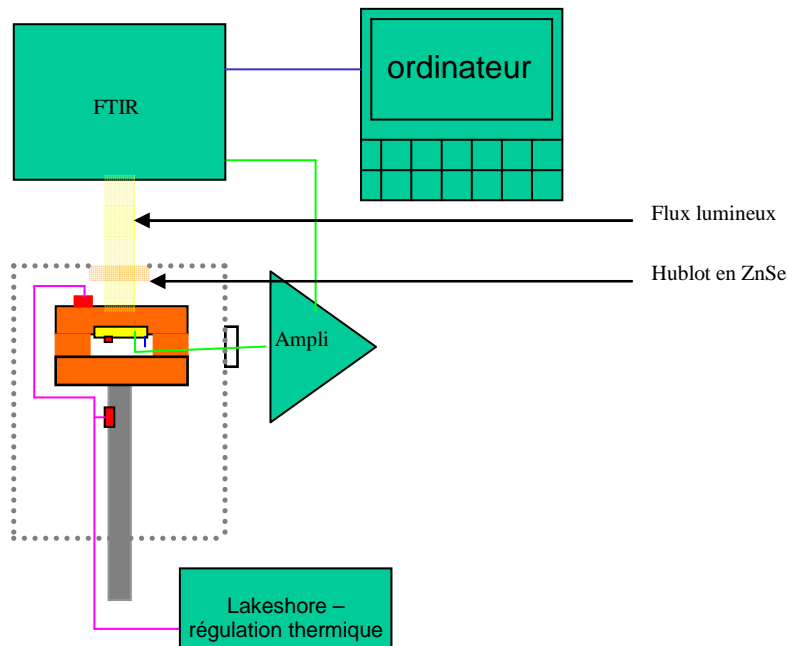 ordinateur
FTIR
Flux lumineux
Hublot en ZnSe
Ampli
Lakeshore –
régulation thermique